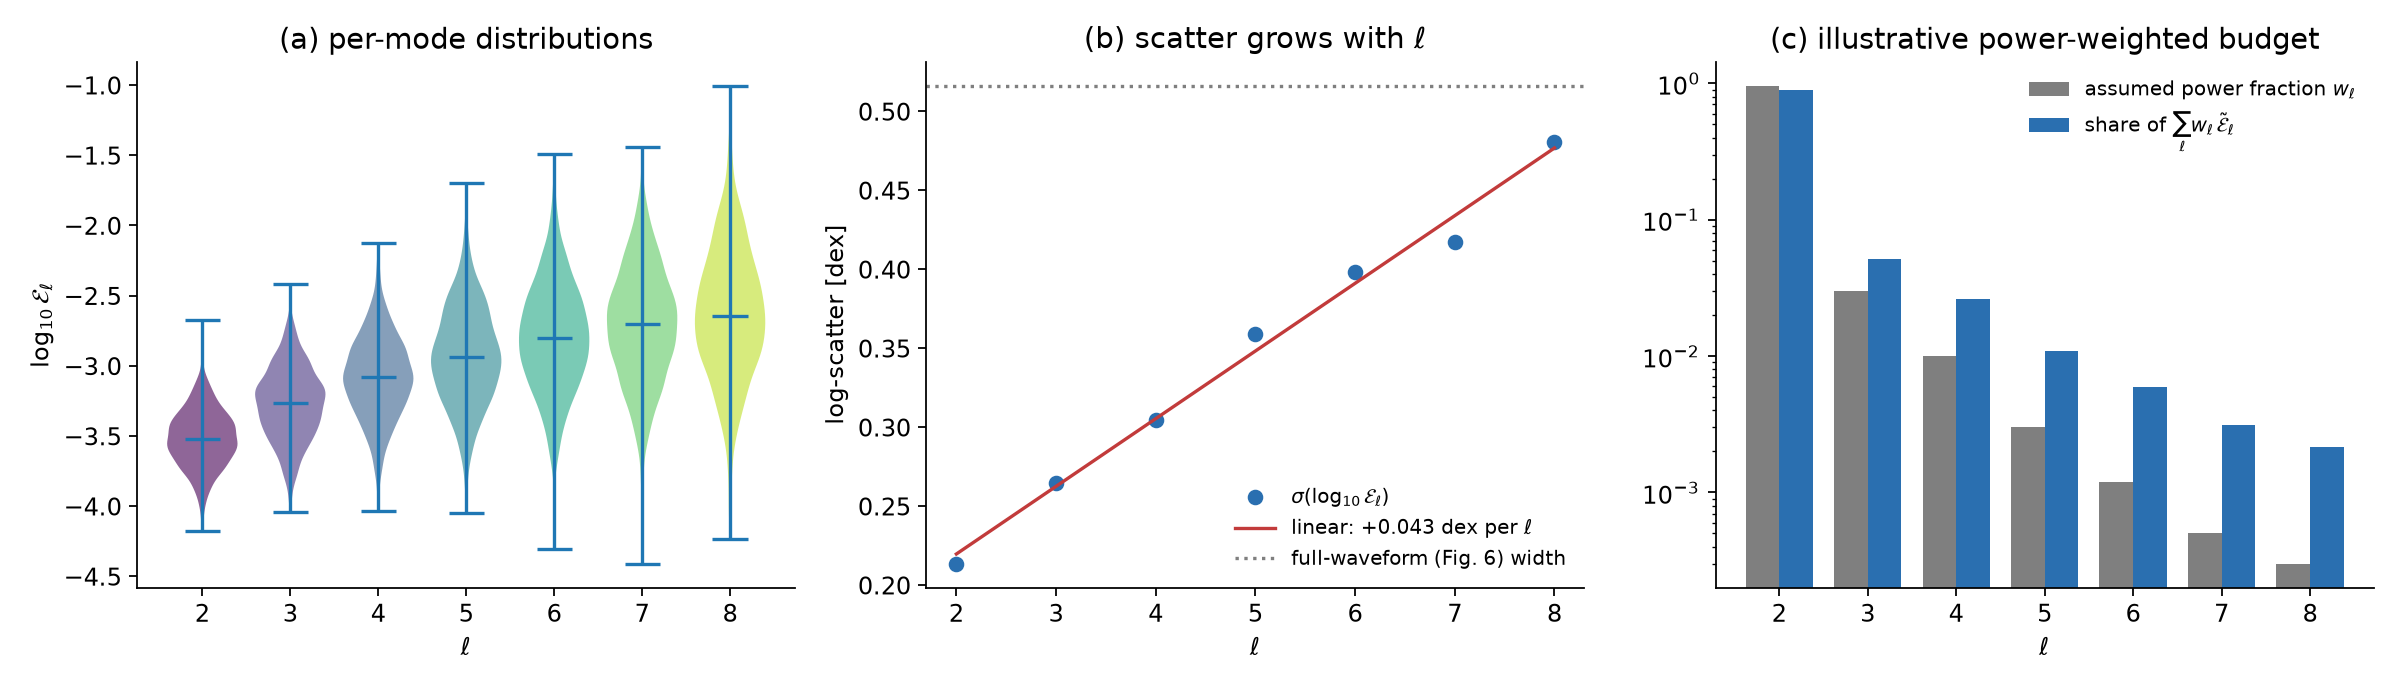 (a) per-mode distributions
log₁₀ ℰ_ℓ
−1.0
−1.5
−2.0
−2.5
−3.0
−3.5
−4.0
−4.5
2 3 4 5 6 7 8
ℓ
(b) scatter grows with ℓ
log-scatter [dex]
0.50
0.45
0.40
0.35
0.30
0.25
0.20
σ(log₁₀ ℰ_ℓ)
linear: +0.043 dex per ℓ
full-waveform (Fig. 6) width
2 3 4 5 6 7 8
ℓ
(c) illustrative power-weighted budget
10⁰
10⁻¹
10⁻²
10⁻³
assumed power fraction w_ℓ
share of ∑_ℓ w_ℓ ℰ̃_ℓ
2 3 4 5 6 7 8
ℓ